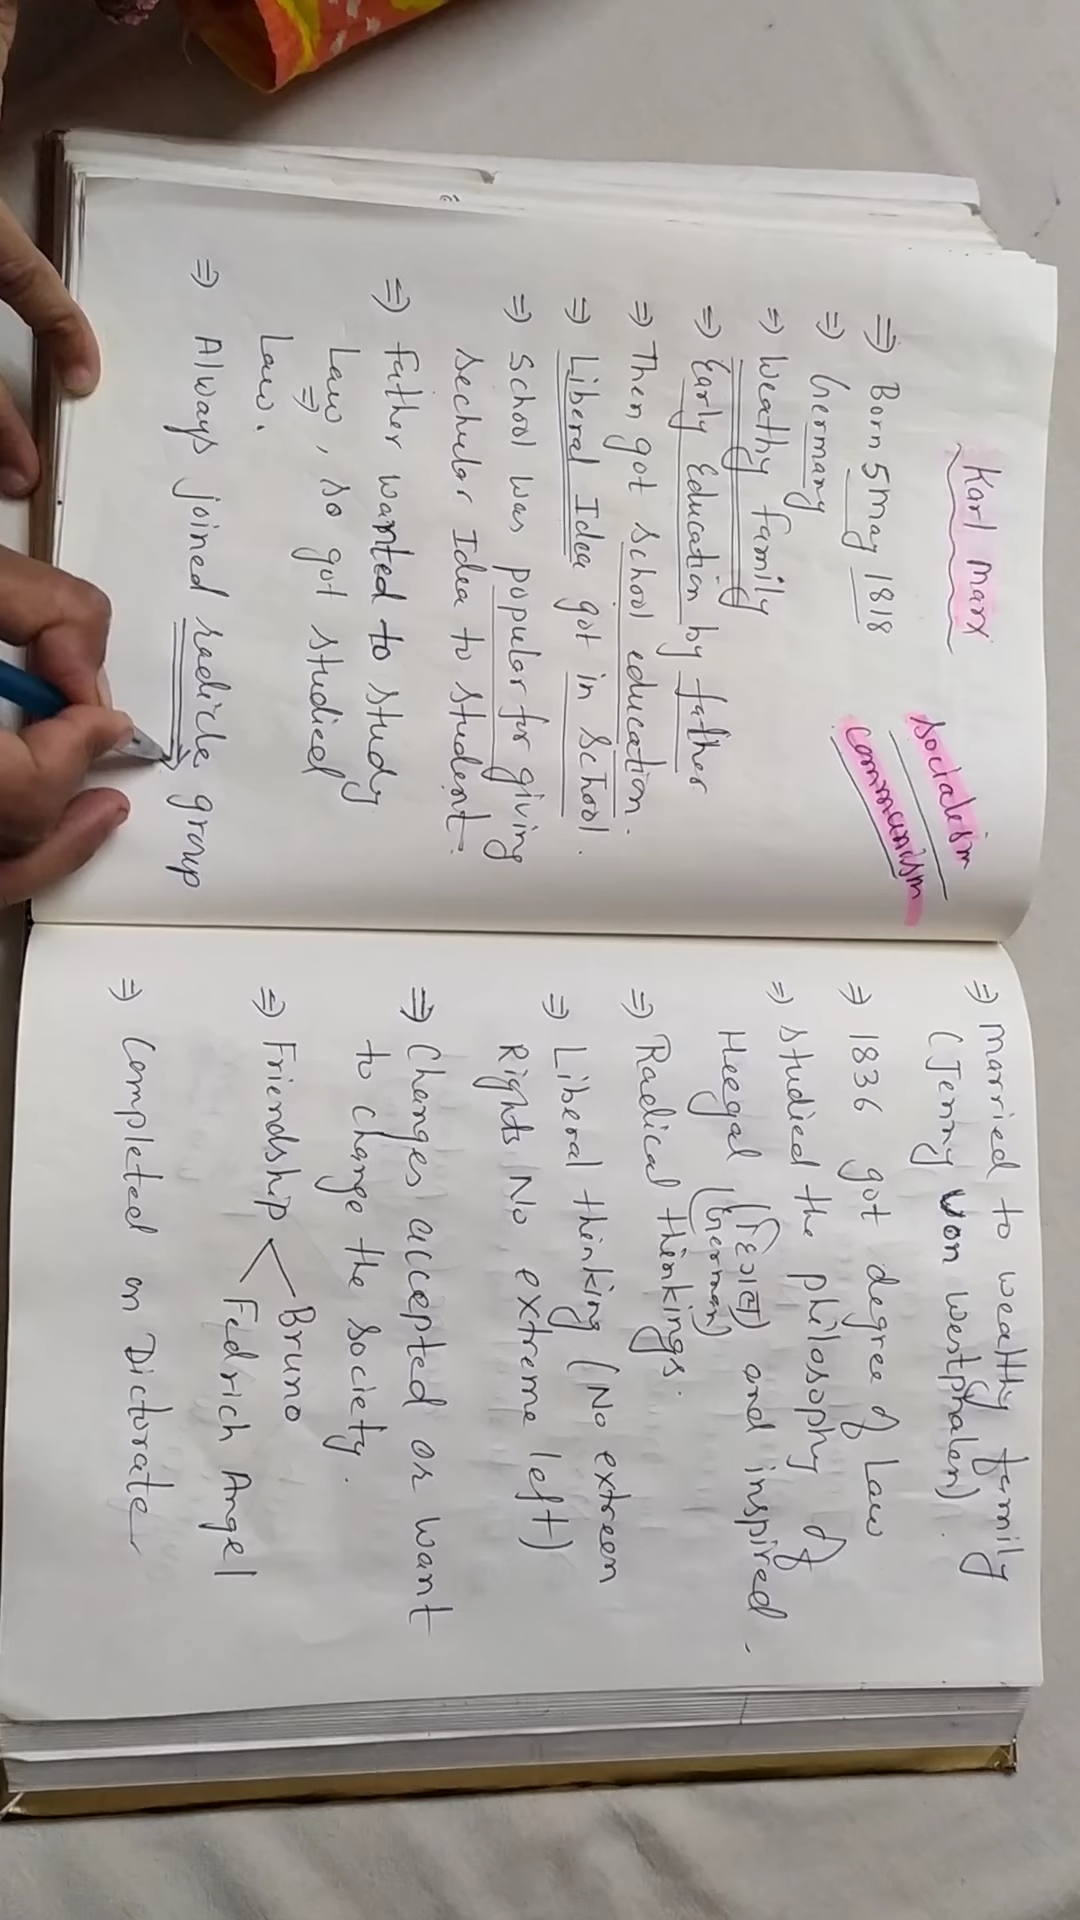 Karl Marx
Socialism
Communism
⇒ Born 5 May 1818
⇒ Germany
⇒ Weathy family
⇒ Early Education by father
⇒ Then got school education.
⇒ Liberal Idea got in School.
⇒ School was popular for giving
sechular Idea to student.
⇒ father wanted to study
Law, so got studied
⇒
Law.
⇒ Always joined radicle group
⇒ Married to wealthy family
(Jenny von westphalen).
⇒ 1836 got degree of Law
⇒ studied the philosophy of
Heegal (हिगल) and inspired.
(German)
⇒ Radical thinkings.
⇒ Liberal thinking (No extreem
Rights No, extreme left)
⇒ Changes accepted or want
to change the society.
⇒ Friendship < Bruno
Fedrich Angel
⇒ Completed on Dictorate